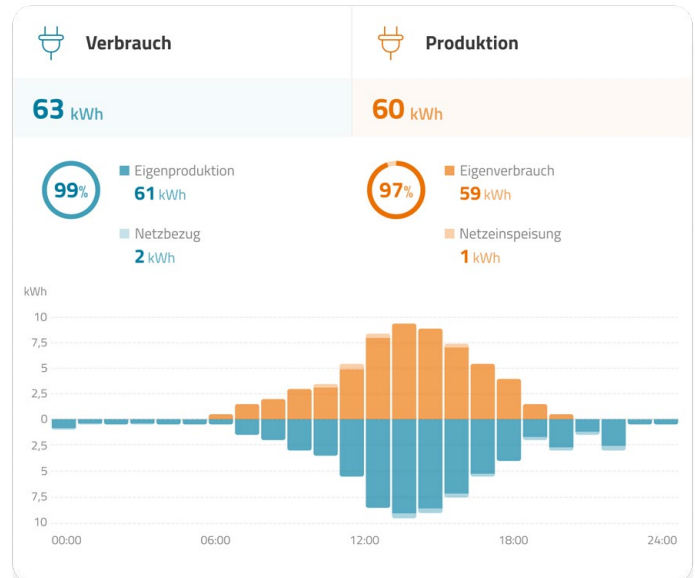 Verbrauch
Produktion
63 kWh
60 kWh
99%
Eigenproduktion
61 kWh
Netzbezug
2 kWh
97%
Eigenverbrauch
59 kWh
Netzeinspeisung
1 kWh
kWh
10
7,5
5
2,5
0
2,5
5
7,5
10
00:00 06:00 12:00 18:00 24:00